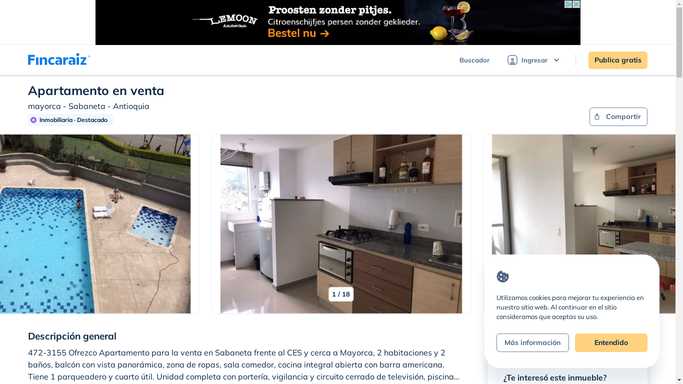 LEMOON
Proosten zonder pitjes.
Citroenschijfjes persen zonder geklieder.
Bestel nu →
Fincaraiz
Buscador
Ingresar
Publica gratis
Apartamento en venta
mayorca - Sabaneta - Antioquia
Inmobiliaria · Destacado
Compartir
1 / 18
Utilizamos cookies para mejorar tu experiencia en
nuestro sitio web. Al continuar en el sitio
consideramos que aceptas su uso.
Más información
Entendido
Descripción general
472-3155 Ofrezco Apartamento para la venta en Sabaneta frente al CES y cerca a Mayorca, 2 habitaciones y 2
baños, balcón con vista panorámica, zona de ropas, sala comedor, cocina integral abierta con barra americana.
Tiene 1 parqueadero y cuarto útil. Unidad completa con portería, vigilancia y circuito cerrado de televisión, piscina...
¿Te interesó este inmueble?